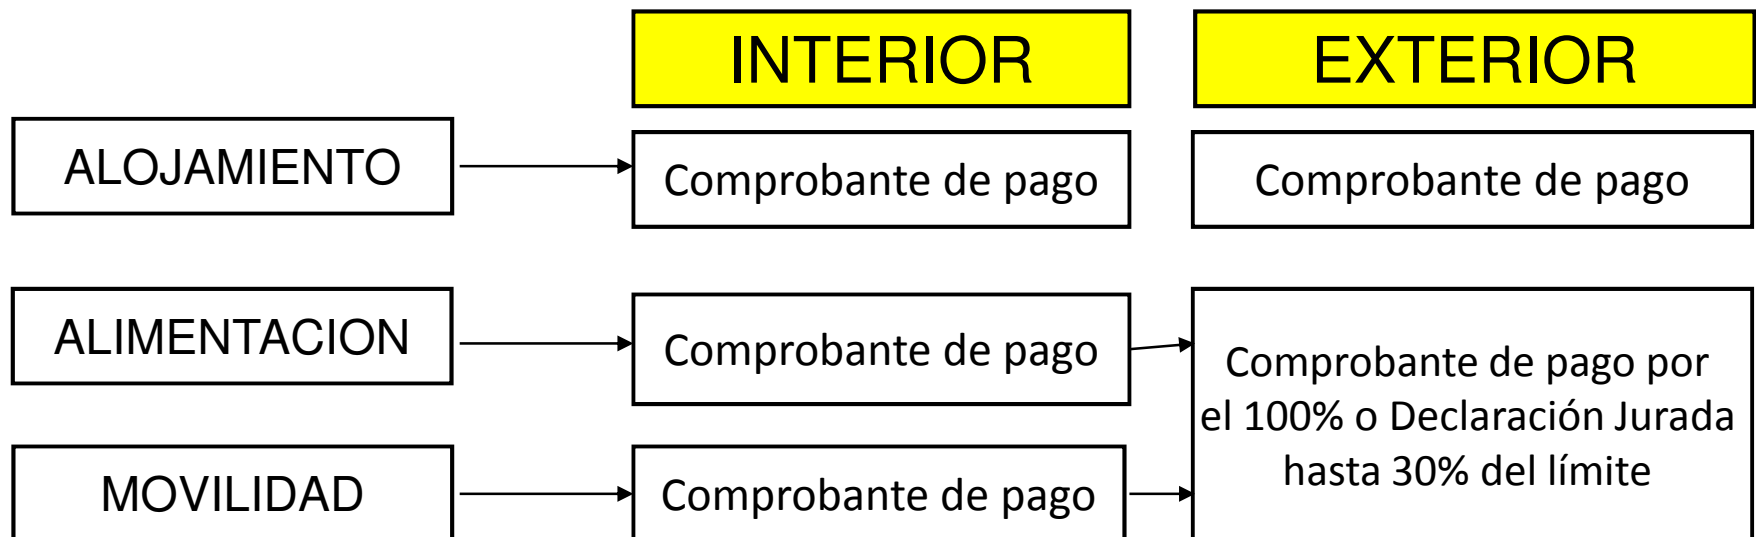 INTERIOR
EXTERIOR
ALOJAMIENTO
Comprobante de pago
Comprobante de pago
ALIMENTACION
Comprobante de pago
Comprobante de pago por
el 100% o Declaración Jurada
hasta 30% del límite
MOVILIDAD
Comprobante de pago